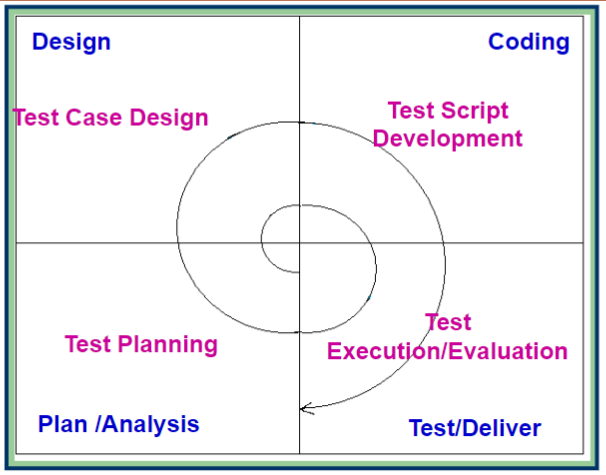 Design
Coding
Test Case Design
Test Script
Development
Test Planning
Test
Execution/Evaluation
Plan /Analysis
Test/Deliver